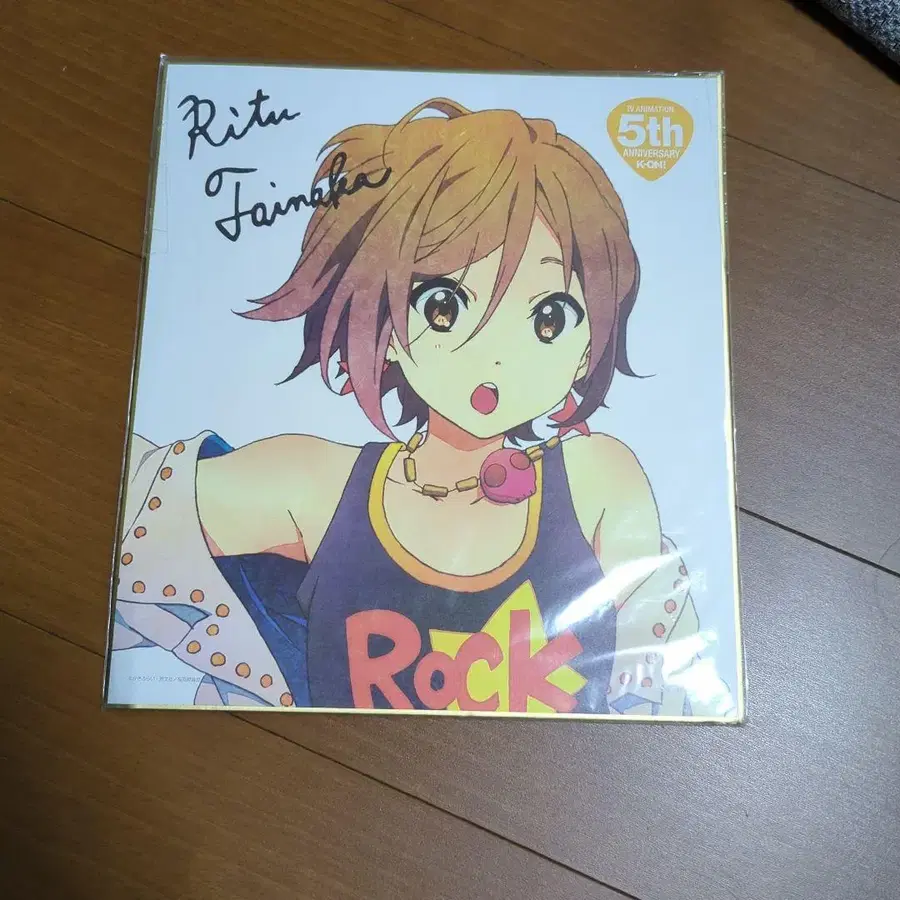 Ritu
Tainaka
TV ANIMATION
5th
ANNIVERSARY
K-ON!
ROCK